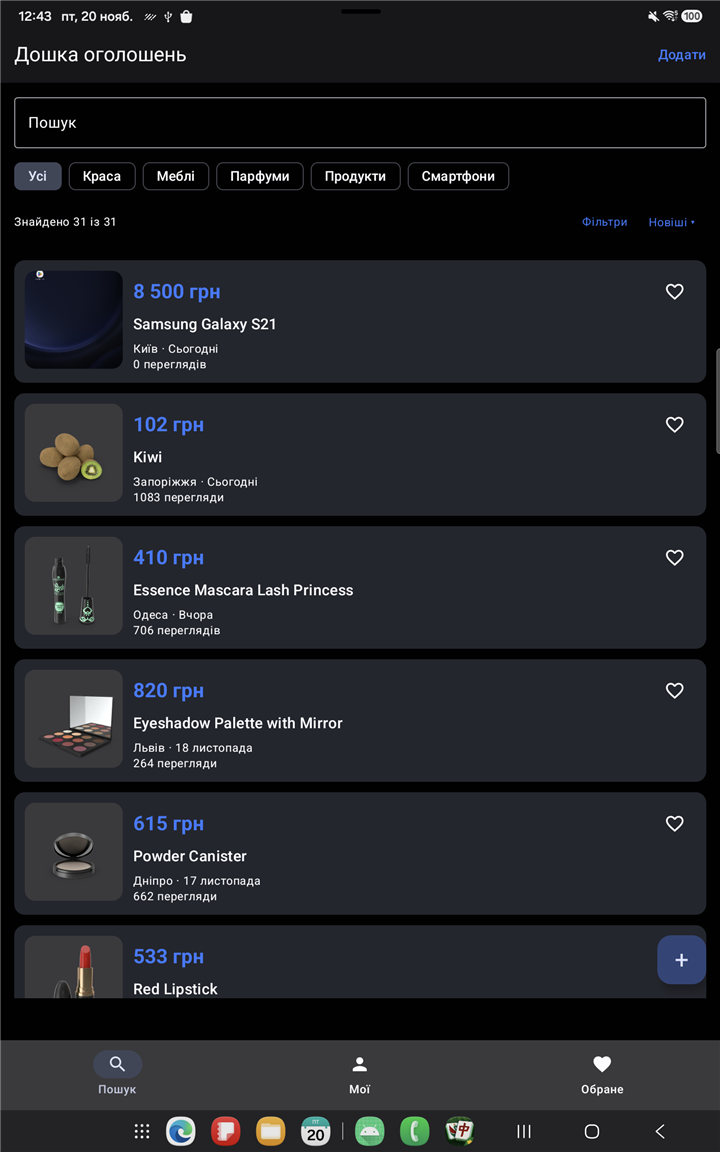 12:43 пт, 20 нояб. 100
Дошка оголошень
Додати
Пошук
Усі Краса Меблі Парфуми Продукти Смартфони
Знайдено 31 із 31
Фільтри Новіші ▾
8 500 грн
Samsung Galaxy S21
Київ · Сьогодні
0 переглядів
102 грн
Kiwi
Запоріжжя · Сьогодні
1083 перегляди
410 грн
Essence Mascara Lash Princess
Одеса · Вчора
706 переглядів
820 грн
Eyeshadow Palette with Mirror
Львів · 18 листопада
264 перегляди
615 грн
Powder Canister
Дніпро · 17 листопада
662 перегляди
533 грн
Red Lipstick
+
Пошук Мої Обране
ПТ
20
中